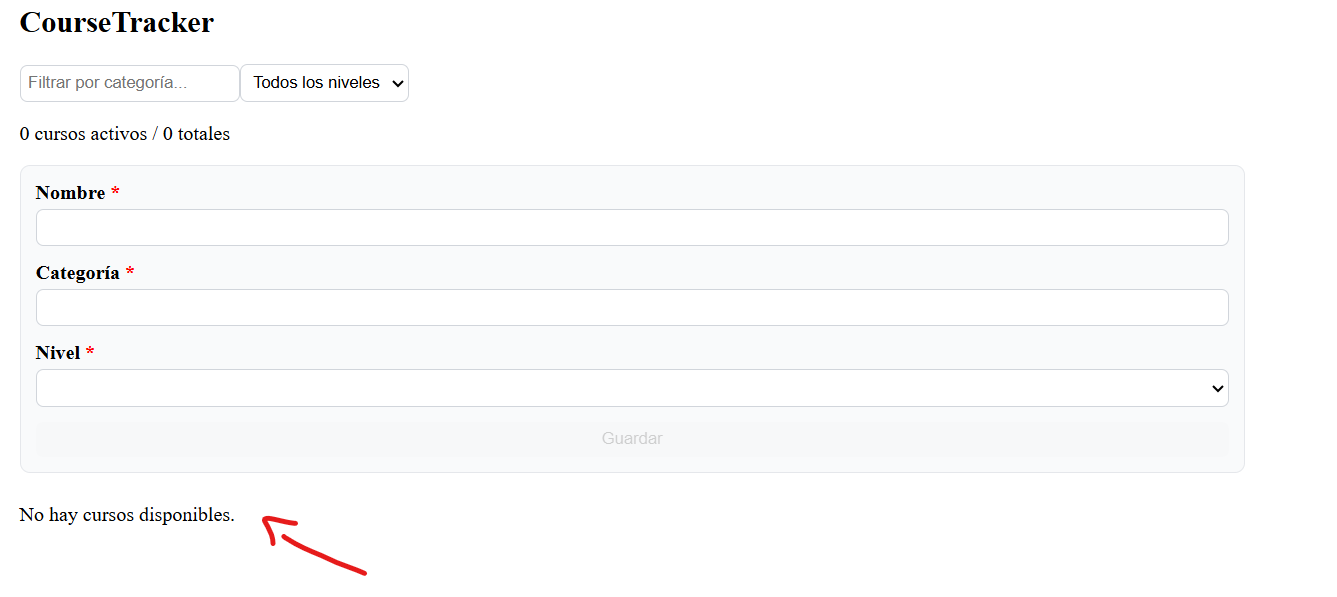 CourseTracker
Filtrar por categoría... Todos los niveles
0 cursos activos / 0 totales
Nombre *
Categoría *
Nivel *
Guardar
No hay cursos disponibles.